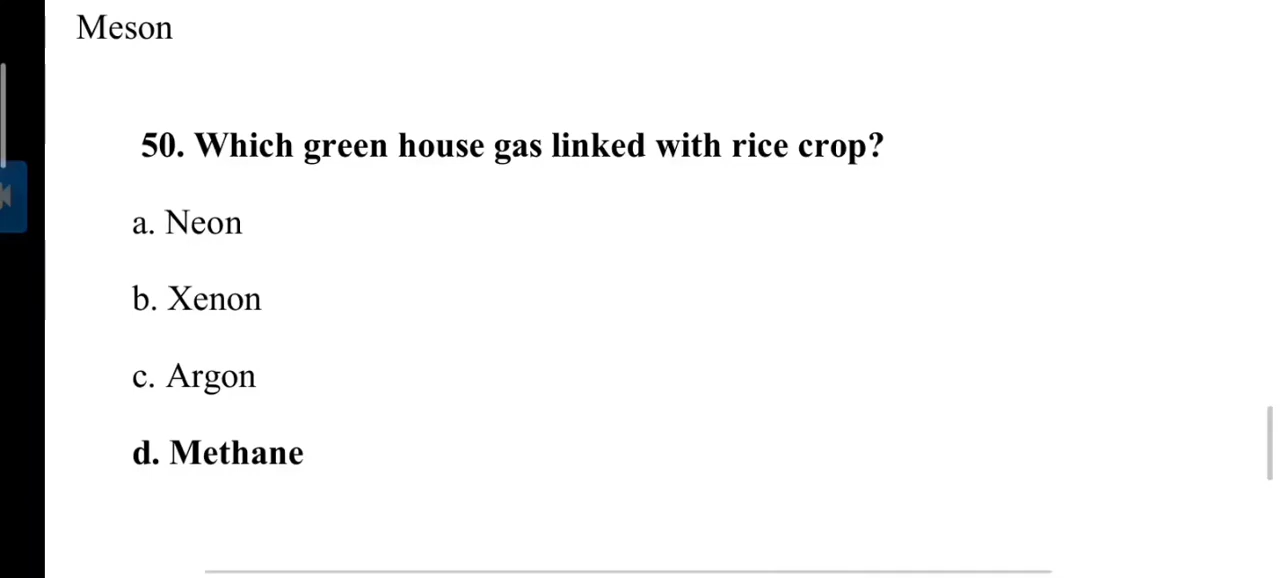 Meson
50. Which green house gas linked with rice crop?
a. Neon
b. Xenon
c. Argon
d. Methane